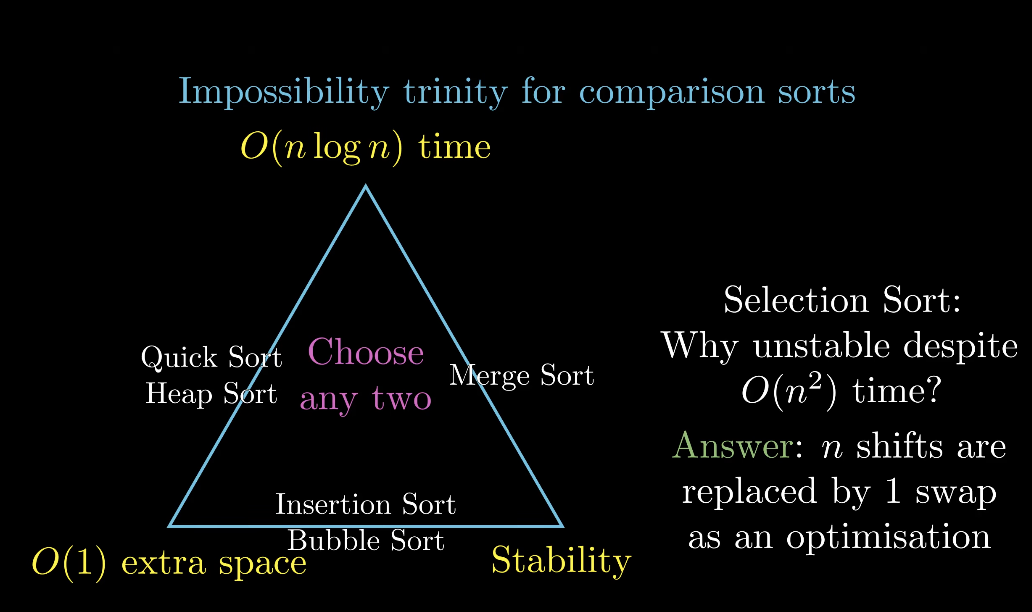 Impossibility trinity for comparison sorts
O(n log n) time
Quick Sort
Heap Sort
Choose
any two
Merge Sort
Insertion Sort
Bubble Sort
O(1) extra space
Stability
Selection Sort:
Why unstable despite
O(n²) time?
Answer: n shifts are
replaced by 1 swap
as an optimisation